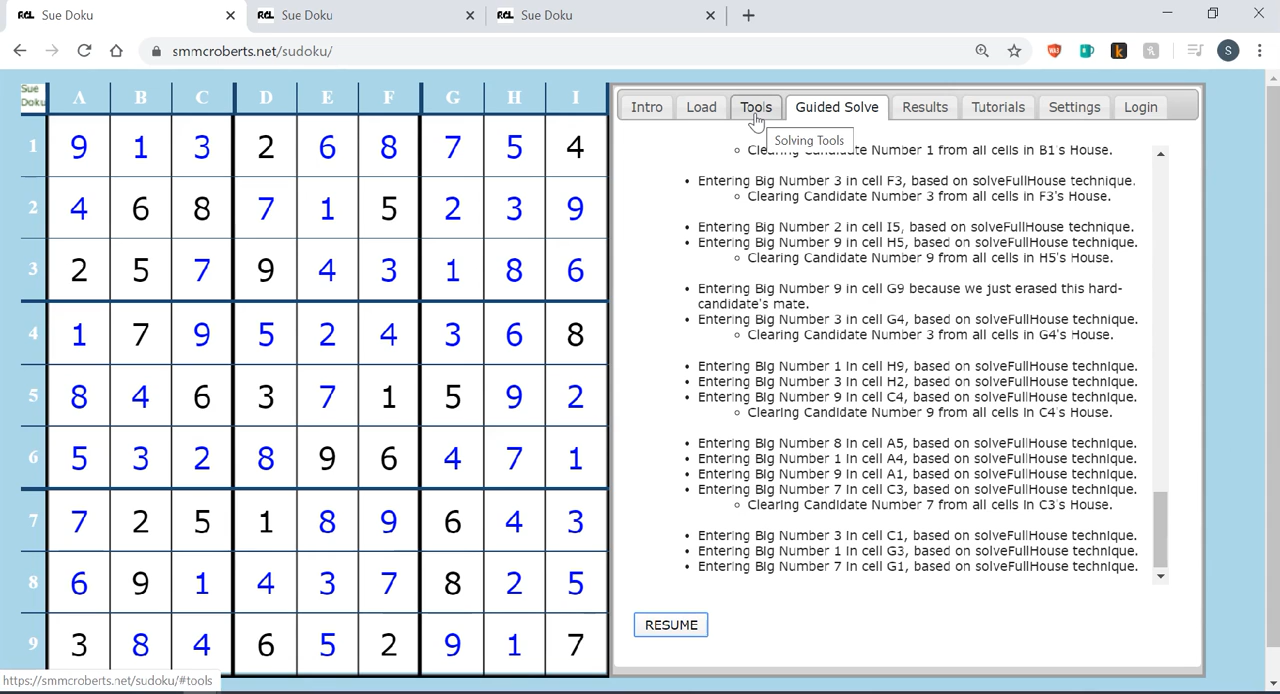 RCL Sue Doku
RCL Sue Doku
RCL Sue Doku
smmcroberts.net/sudoku/
k
S
Sue Doku A B C D E F G H I
1 9 1 3 2 6 8 7 5 4
2 4 6 8 7 1 5 2 3 9
3 2 5 7 9 4 3 1 8 6
4 1 7 9 5 2 4 3 6 8
5 8 4 6 3 7 1 5 9 2
6 5 3 2 8 9 6 4 7 1
7 7 2 5 1 8 9 6 4 3
8 6 9 1 4 3 7 8 2 5
9 3 8 4 6 5 2 9 1 7
https://smmcroberts.net/sudoku/#tools
Intro Load Tools Guided Solve Results Tutorials Settings Login
Solving Tools
Clearing Candidate Number 1 from all cells in B1's House.
Entering Big Number 3 in cell F3, based on solveFullHouse technique.
Clearing Candidate Number 3 from all cells in F3's House.
Entering Big Number 2 in cell I5, based on solveFullHouse technique.
Entering Big Number 9 in cell H5, based on solveFullHouse technique.
Clearing Candidate Number 9 from all cells in H5's House.
Entering Big Number 9 in cell G9 because we just erased this hard-
candidate's mate.
Entering Big Number 3 in cell G4, based on solveFullHouse technique.
Clearing Candidate Number 3 from all cells in G4's House.
Entering Big Number 1 in cell H9, based on solveFullHouse technique.
Entering Big Number 3 in cell H2, based on solveFullHouse technique.
Entering Big Number 9 in cell C4, based on solveFullHouse technique.
Clearing Candidate Number 9 from all cells in C4's House.
Entering Big Number 8 in cell A5, based on solveFullHouse technique.
Entering Big Number 1 in cell A4, based on solveFullHouse technique.
Entering Big Number 9 in cell A1, based on solveFullHouse technique.
Entering Big Number 7 in cell C3, based on solveFullHouse technique.
Clearing Candidate Number 7 from all cells in C3's House.
Entering Big Number 3 in cell C1, based on solveFullHouse technique.
Entering Big Number 1 in cell G3, based on solveFullHouse technique.
Entering Big Number 7 in cell G1, based on solveFullHouse technique.
RESUME